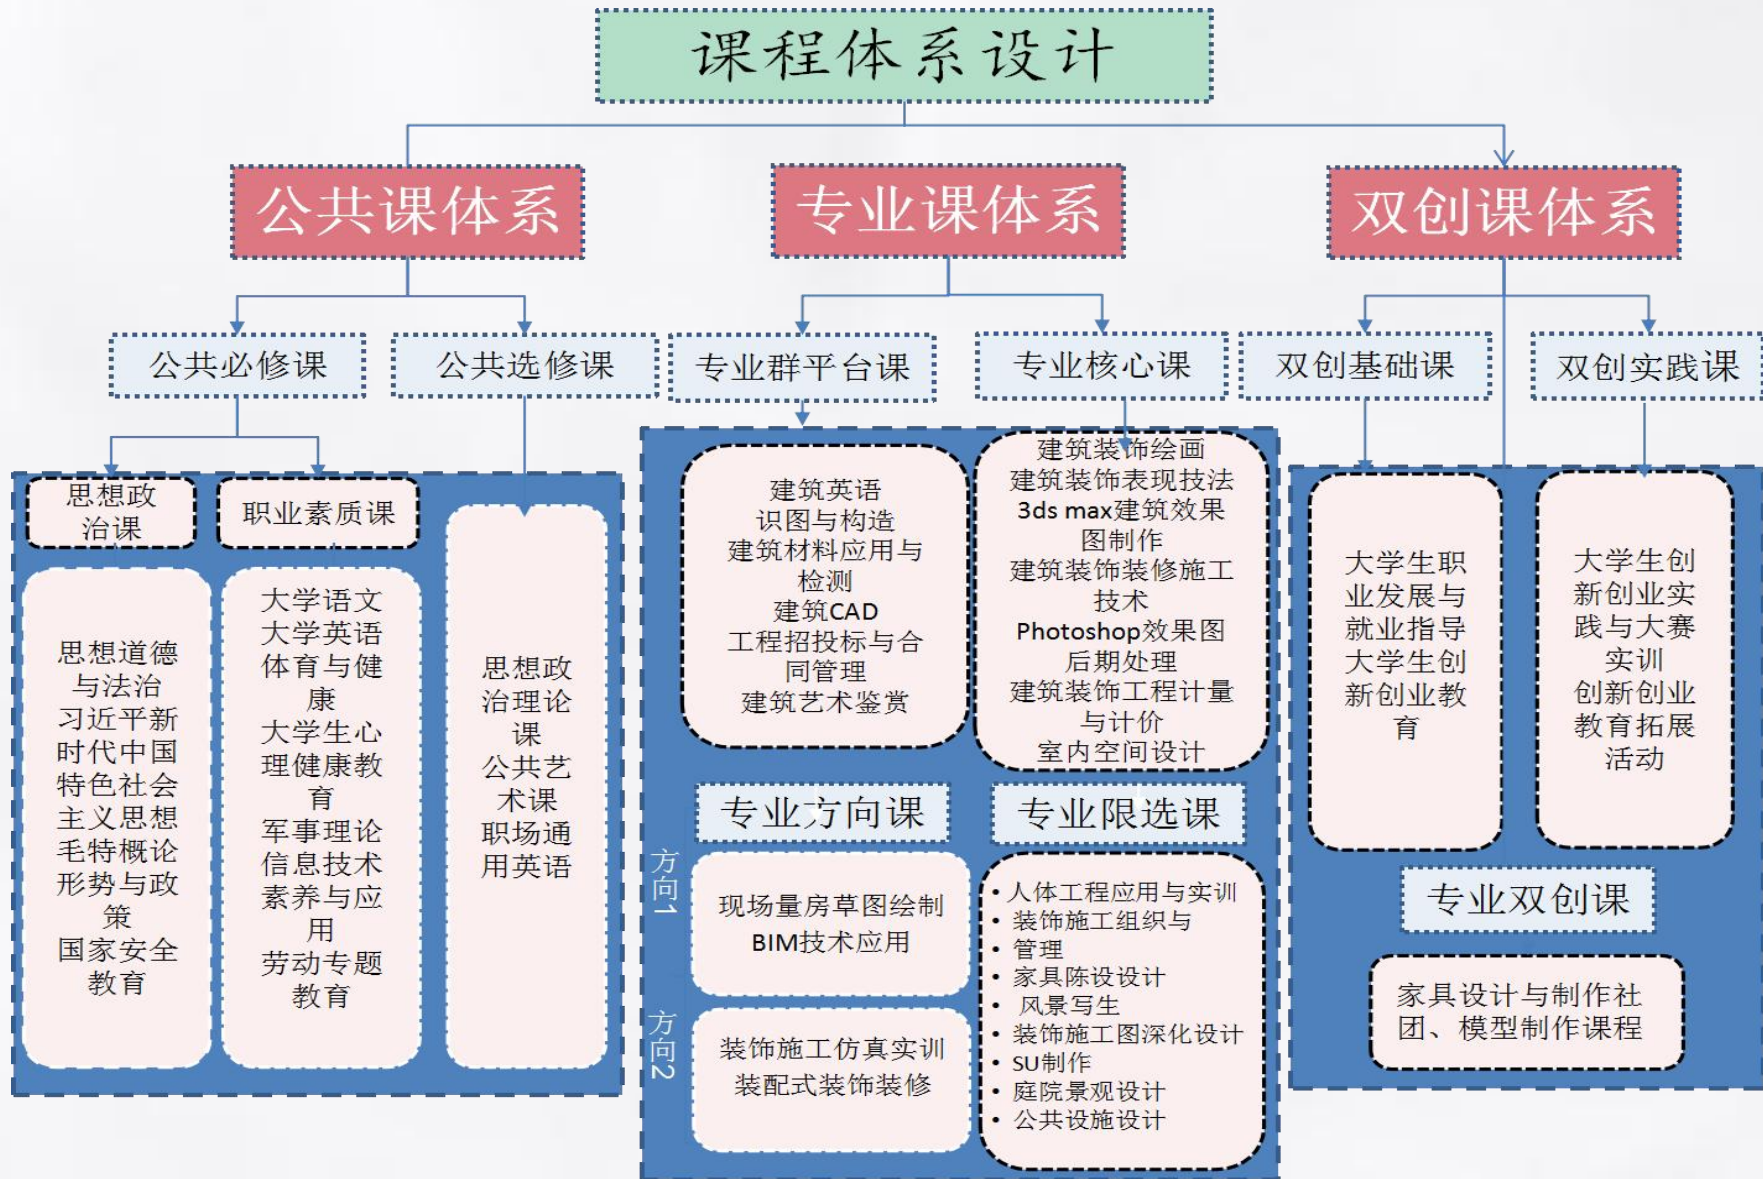 课程体系设计
公共课体系
专业课体系
双创课体系
公共必修课
公共选修课
专业群平台课
专业核心课
双创基础课
双创实践课
思想政
治课
职业素质课
思想道德
与法治
习近平新
时代中国
特色社会
主义思想
毛特概论
形势与政
策
国家安全
教育
大学语文
大学英语
体育与健
康
大学生心
理健康教
育
军事理论
信息技术
素养与应
用
劳动专题
教育
思想政
治理论
课
公共艺
术课
职场通
用英语
建筑英语
识图与构造
建筑材料应用与
检测
建筑CAD
工程招投标与合
同管理
建筑艺术鉴赏
建筑装饰绘画
建筑装饰表现技法
3ds max建筑效果
图制作
建筑装饰装修施工
技术
Photoshop效果图
后期处理
建筑装饰工程计量
与计价
室内空间设计
专业方向课
专业限选课
方向1
现场量房草图绘制
BIM技术应用
方向2
装饰施工仿真实训
装配式装饰装修
• 人体工程应用与实训
• 装饰施工组织与
• 管理
• 家具陈设设计
• 风景写生
• 装饰施工图深化设计
• SU制作
• 庭院景观设计
• 公共设施设计
大学生职
业发展与
就业指导
大学生创
新创业教
育
大学生创
新创业实
践与大赛
实训
创新创业
教育拓展
活动
专业双创课
家具设计与制作社
团、模型制作课程